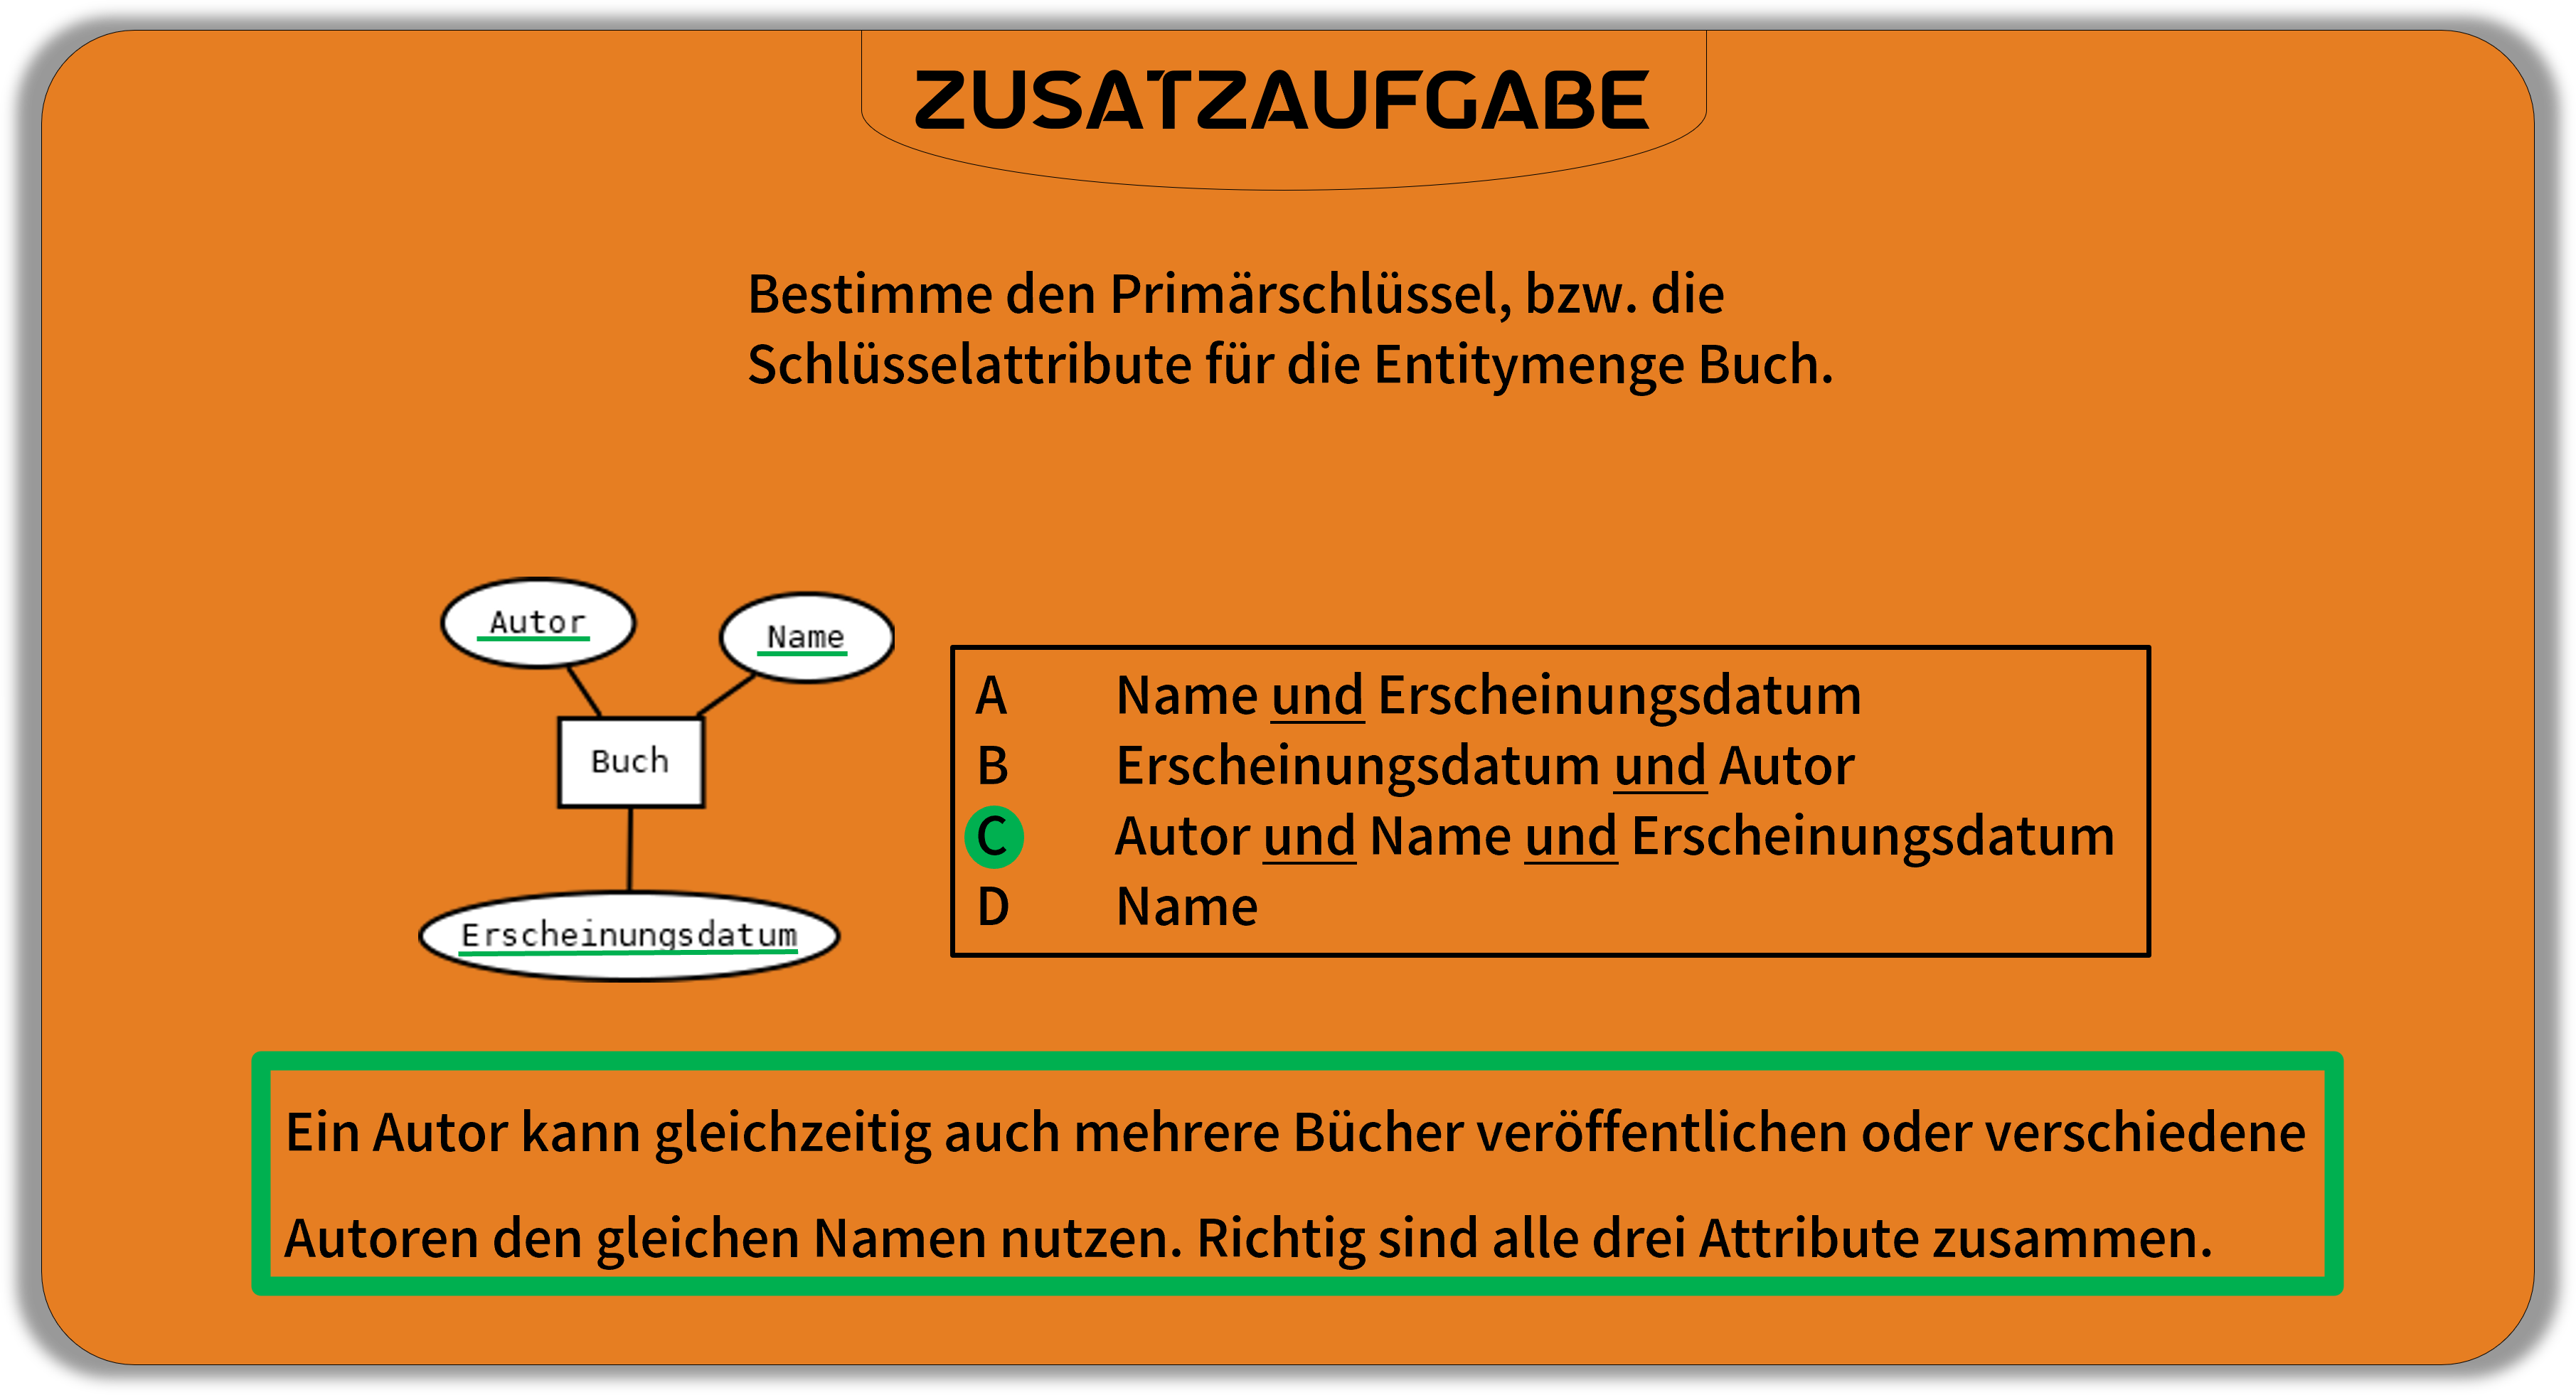 ZUSATZAUFGABE
Bestimme den Primärschlüssel, bzw. die
Schlüsselattribute für die Entitymenge Buch.
Autor
Name
Buch
Erscheinungsdatum
A Name und Erscheinungsdatum
B Erscheinungsdatum und Autor
C Autor und Name und Erscheinungsdatum
D Name
Ein Autor kann gleichzeitig auch mehrere Bücher veröffentlichen oder verschiedene
Autoren den gleichen Namen nutzen. Richtig sind alle drei Attribute zusammen.